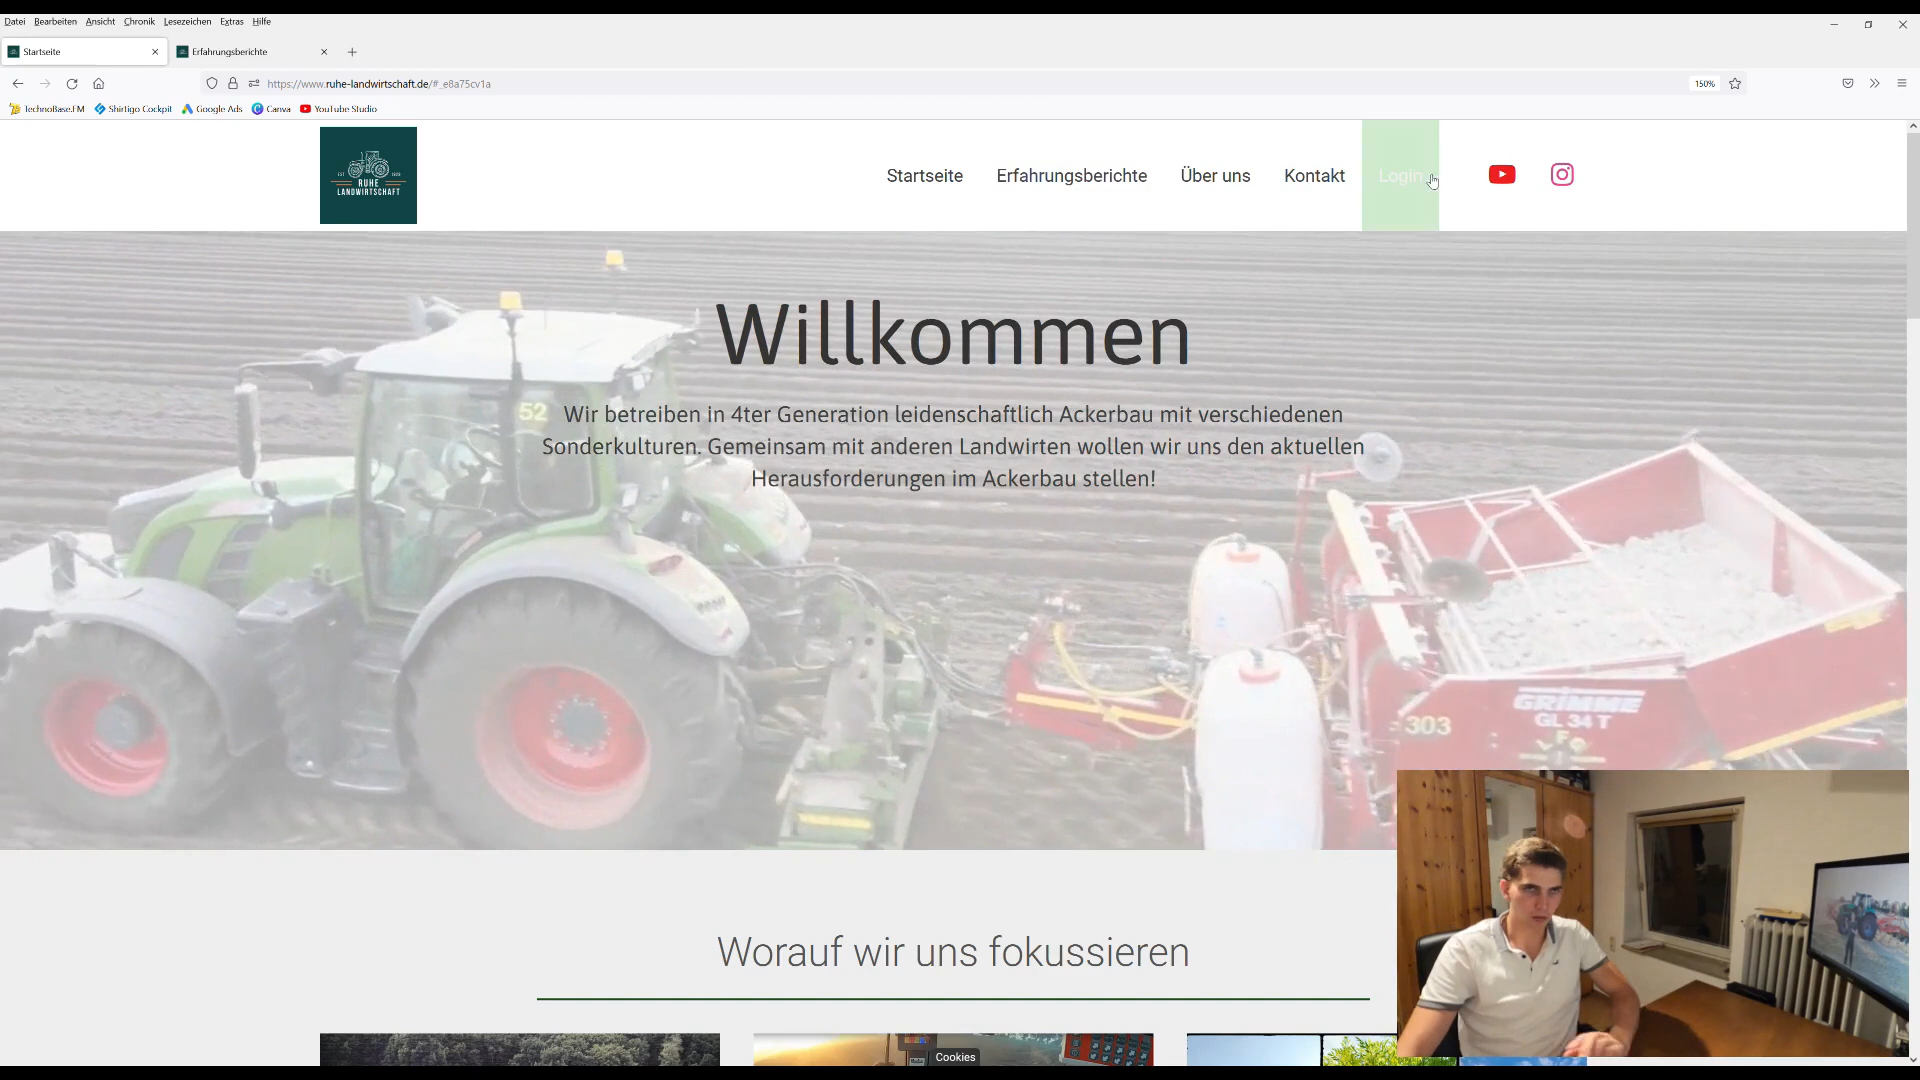 Datei Bearbeiten Ansicht Chronik Lesezeichen Extras Hilfe
Startseite
Erfahrungsberichte
https://www.ruhe-landwirtschaft.de/#_e8a75cv1a
150%
TechnoBase.FM Shirtigo Cockpit Google Ads Canva YouTube Studio
RUHE
LANDWIRTSCHAFT
Startseite Erfahrungsberichte Über uns Kontakt Login
Willkommen
52
Wir betreiben in 4ter Generation leidenschaftlich Ackerbau mit verschiedenen
Sonderkulturen. Gemeinsam mit anderen Landwirten wollen wir uns den aktuellen
Herausforderungen im Ackerbau stellen!
GRIMME
GL 34 T
303
Worauf wir uns fokussieren
Cookies